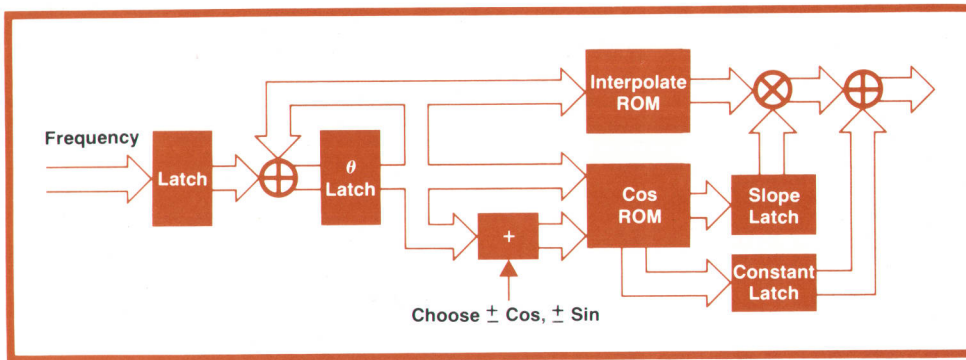 Frequency
Latch
θ
Latch
+
Choose ± Cos, ± Sin
Interpolate
ROM
Cos
ROM
Slope
Latch
Constant
Latch